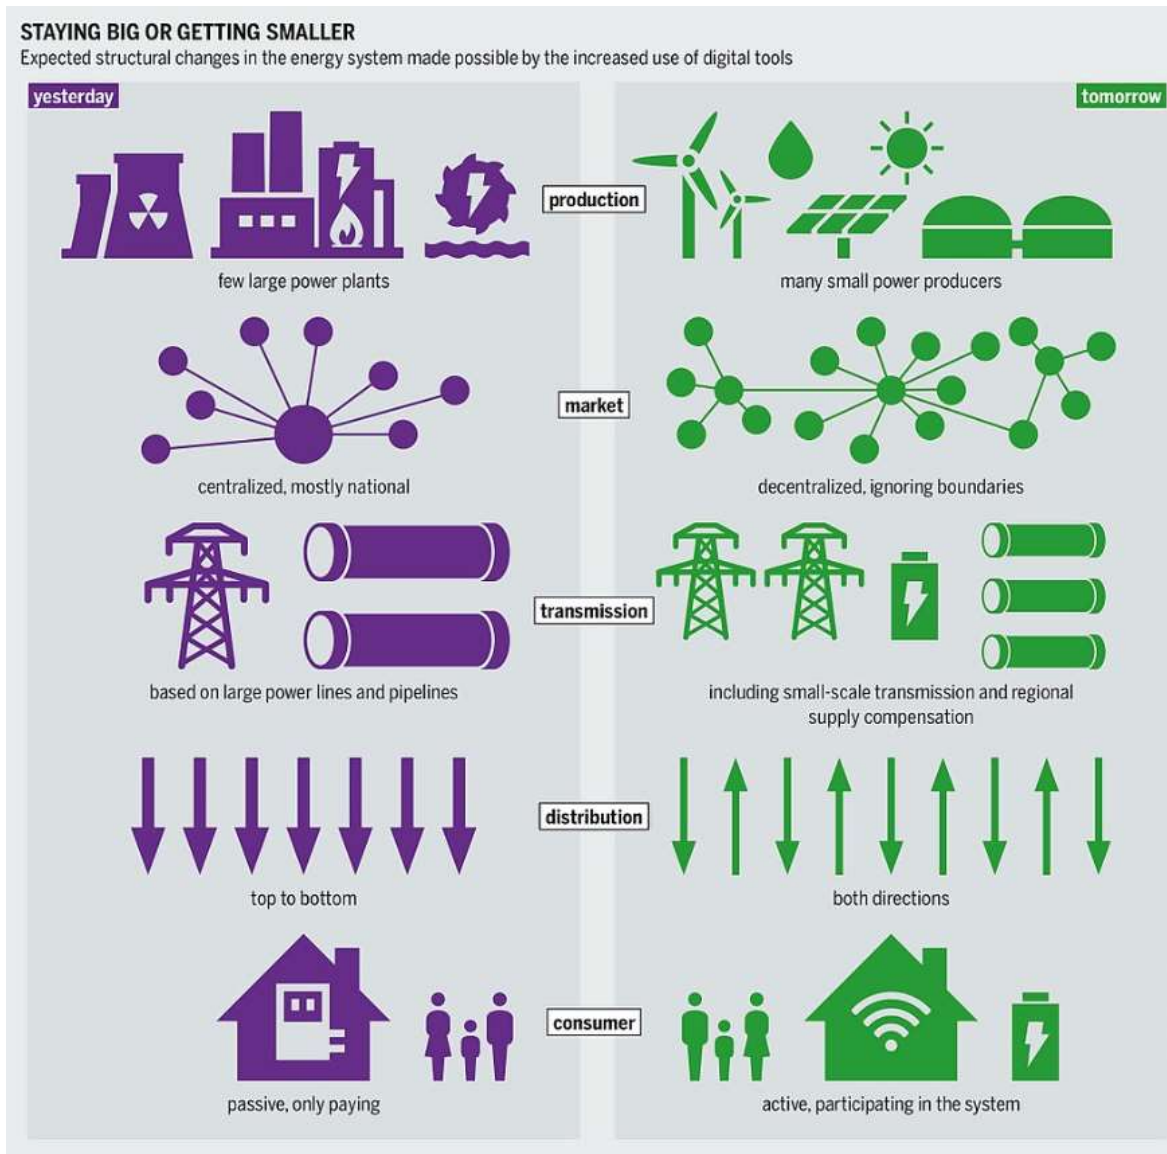 STAYING BIG OR GETTING SMALLER
Expected structural changes in the energy system made possible by the increased use of digital tools
yesterday
tomorrow
production
few large power plants
many small power producers
market
centralized, mostly national
decentralized, ignoring boundaries
transmission
based on large power lines and pipelines
including small-scale transmission and regional
supply compensation
distribution
top to bottom
both directions
consumer
passive, only paying
active, participating in the system